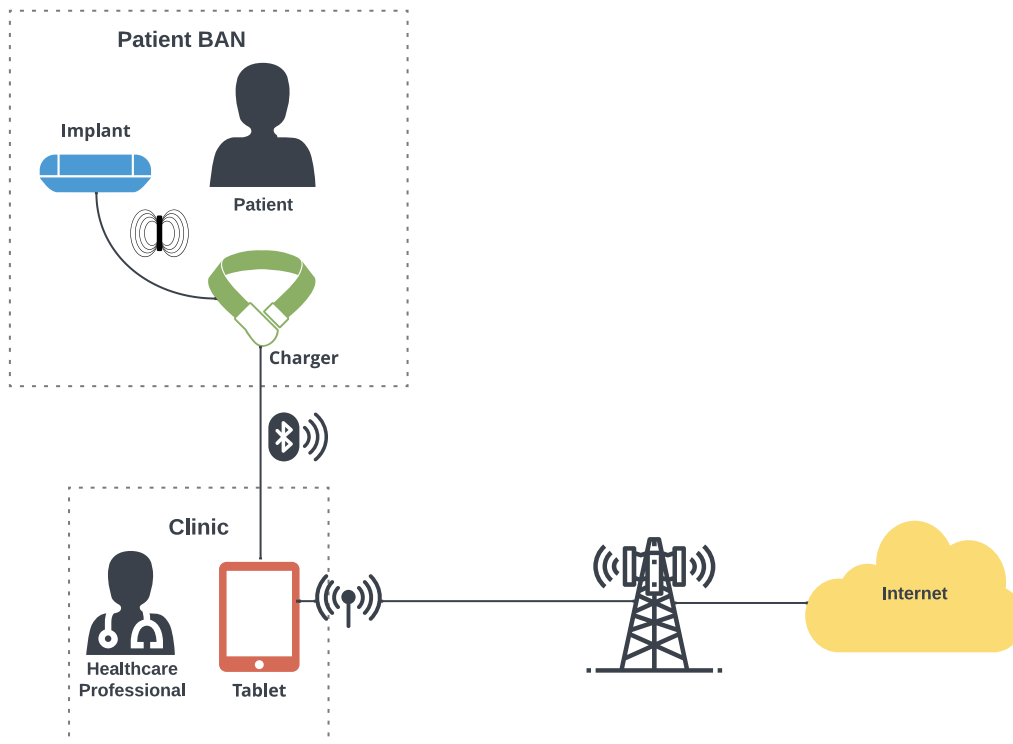 Patient BAN
Implant
Patient
Charger
Clinic
Healthcare
Professional
Tablet
Internet